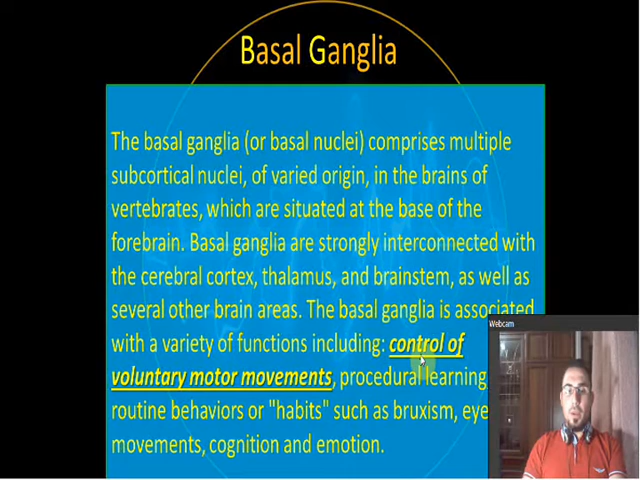 Basal Ganglia
The basal ganglia (or basal nuclei) comprises multiple
subcortical nuclei, of varied origin, in the brains of
vertebrates, which are situated at the base of the
forebrain. Basal ganglia are strongly interconnected with
the cerebral cortex, thalamus, and brainstem, as well as
several other brain areas. The basal ganglia is associated
Webcam
with a variety of functions including: control of
voluntary motor movements, procedural learning
routine behaviors or "habits" such as bruxism, eye
movements, cognition and emotion.